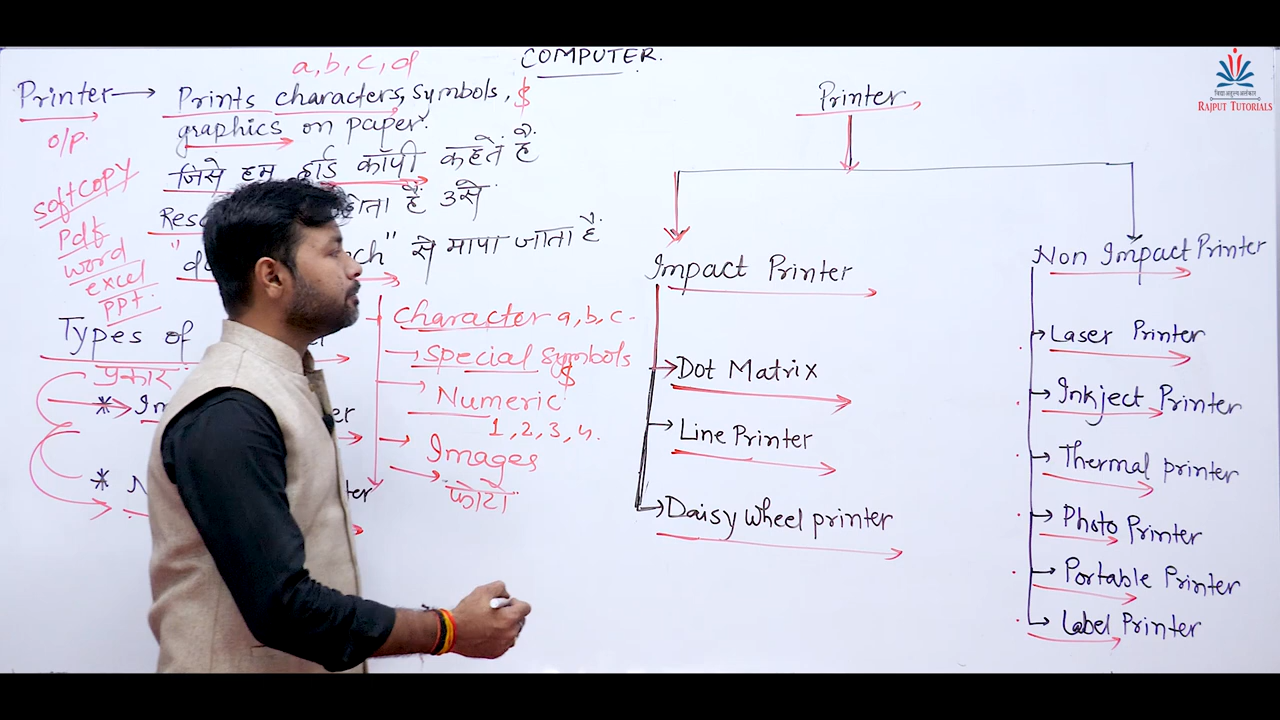 COMPUTER.
a, b, c, d
Printer → Prints characters, symbols, $
o/p.
graphics on paper.
जिसे हम हार्ड कॉपी कहते है
softcopy
होता है उसे
Pdf
word
excel
ppt.
" से मापा जाता है
Types of
प्रकार
character a, b, c.
special symbols
$
Numeric
1, 2, 3, 4.
Images
फोटो
Printer
Impact Printer
Dot Matrix
Line Printer
Daisy wheel printer
Non Impact Printer
Laser Printer
Inkject Printer
Thermal printer
Photo Printer
Portable Printer
Label Printer
RAJPUT TUTORIALS